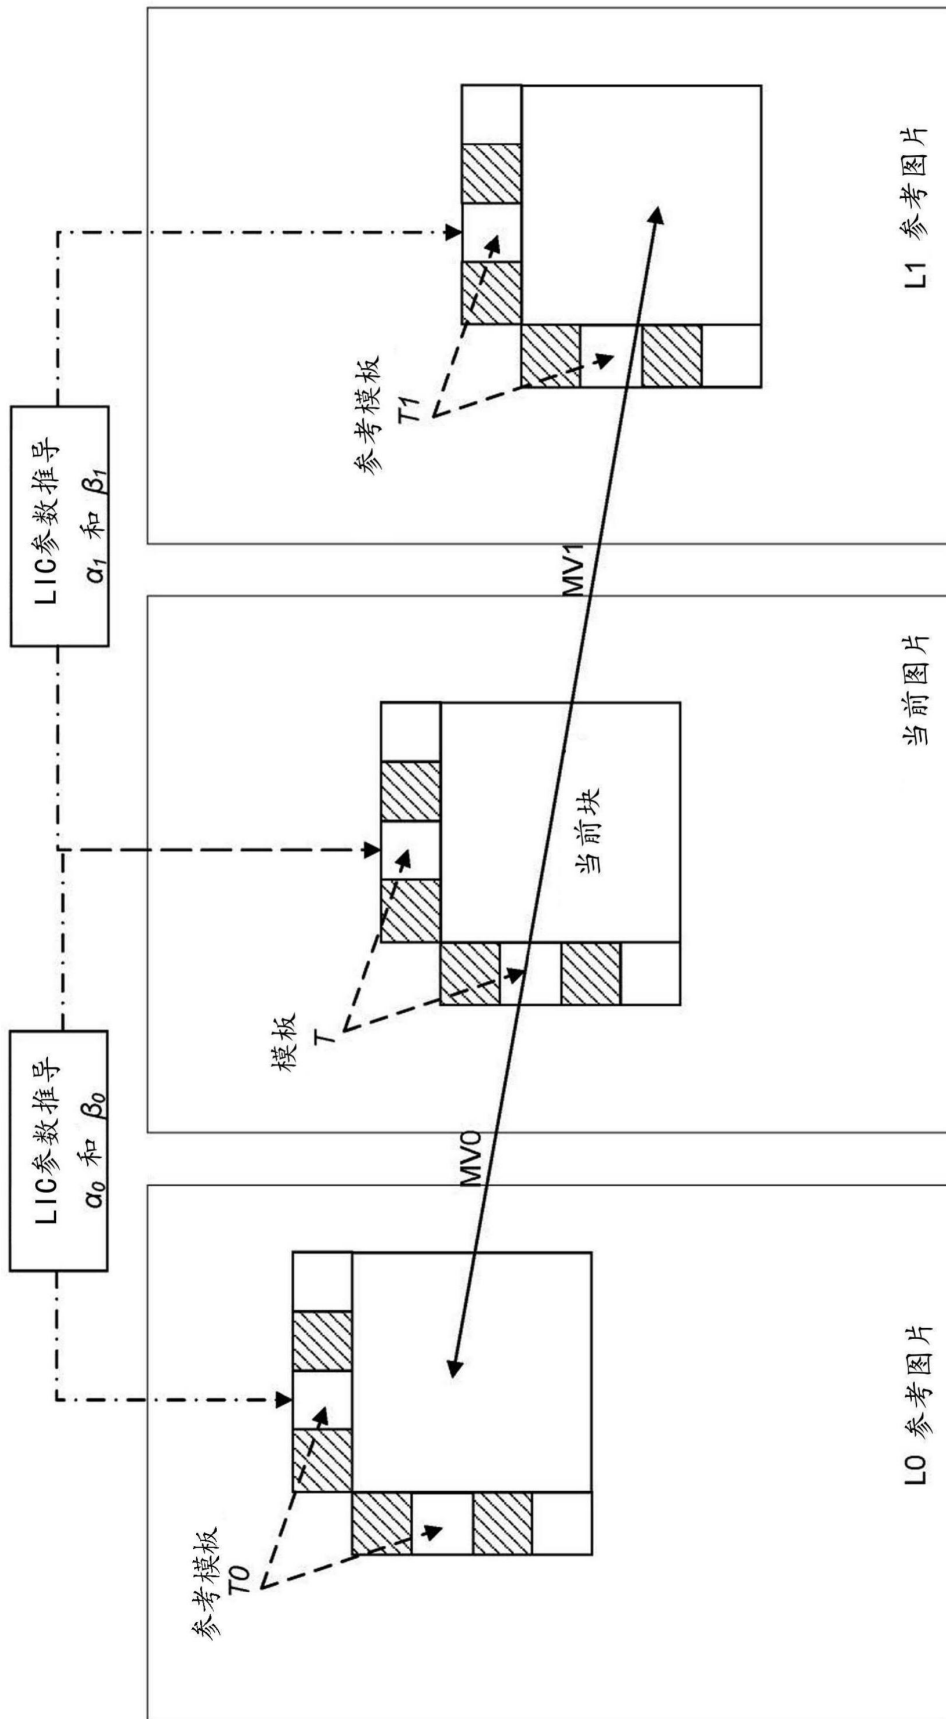 LIC参数推导
α₀ 和 β₀
LIC参数推导
α₁ 和 β₁
参考模板
T0
模板
T
参考模板
T1
MV0
MV1
当前块
L0 参考图片
当前图片
L1 参考图片